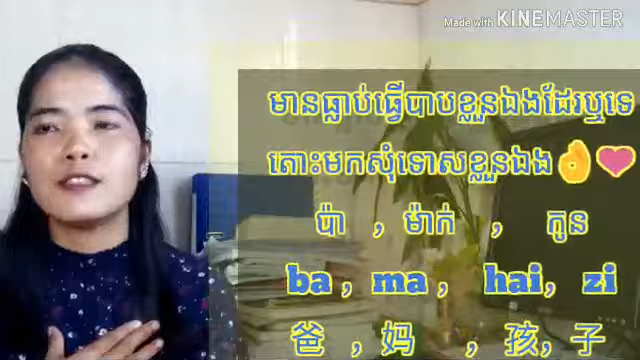 Made with KINEMASTER
មានធ្លាប់ធ្វើបាបខ្លួនឯងដែរឬទេ
តោះមកសុំទោសខ្លួនឯង👌💗
ប៉ា , ម៉ាក់ , កូន
ba , ma , hai, zi
爸 , 妈 , 孩, 子